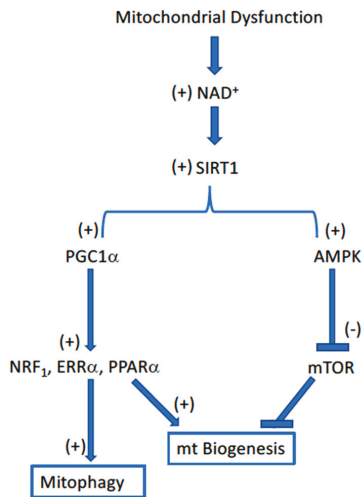 Mitochondrial Dysfunction
(+) NAD⁺
(+) SIRT1
(+) (+)
PGC1α AMPK
(+) (-)
NRF₁, ERRα, PPARα mTOR
(+)
(+) mt Biogenesis
Mitophagy